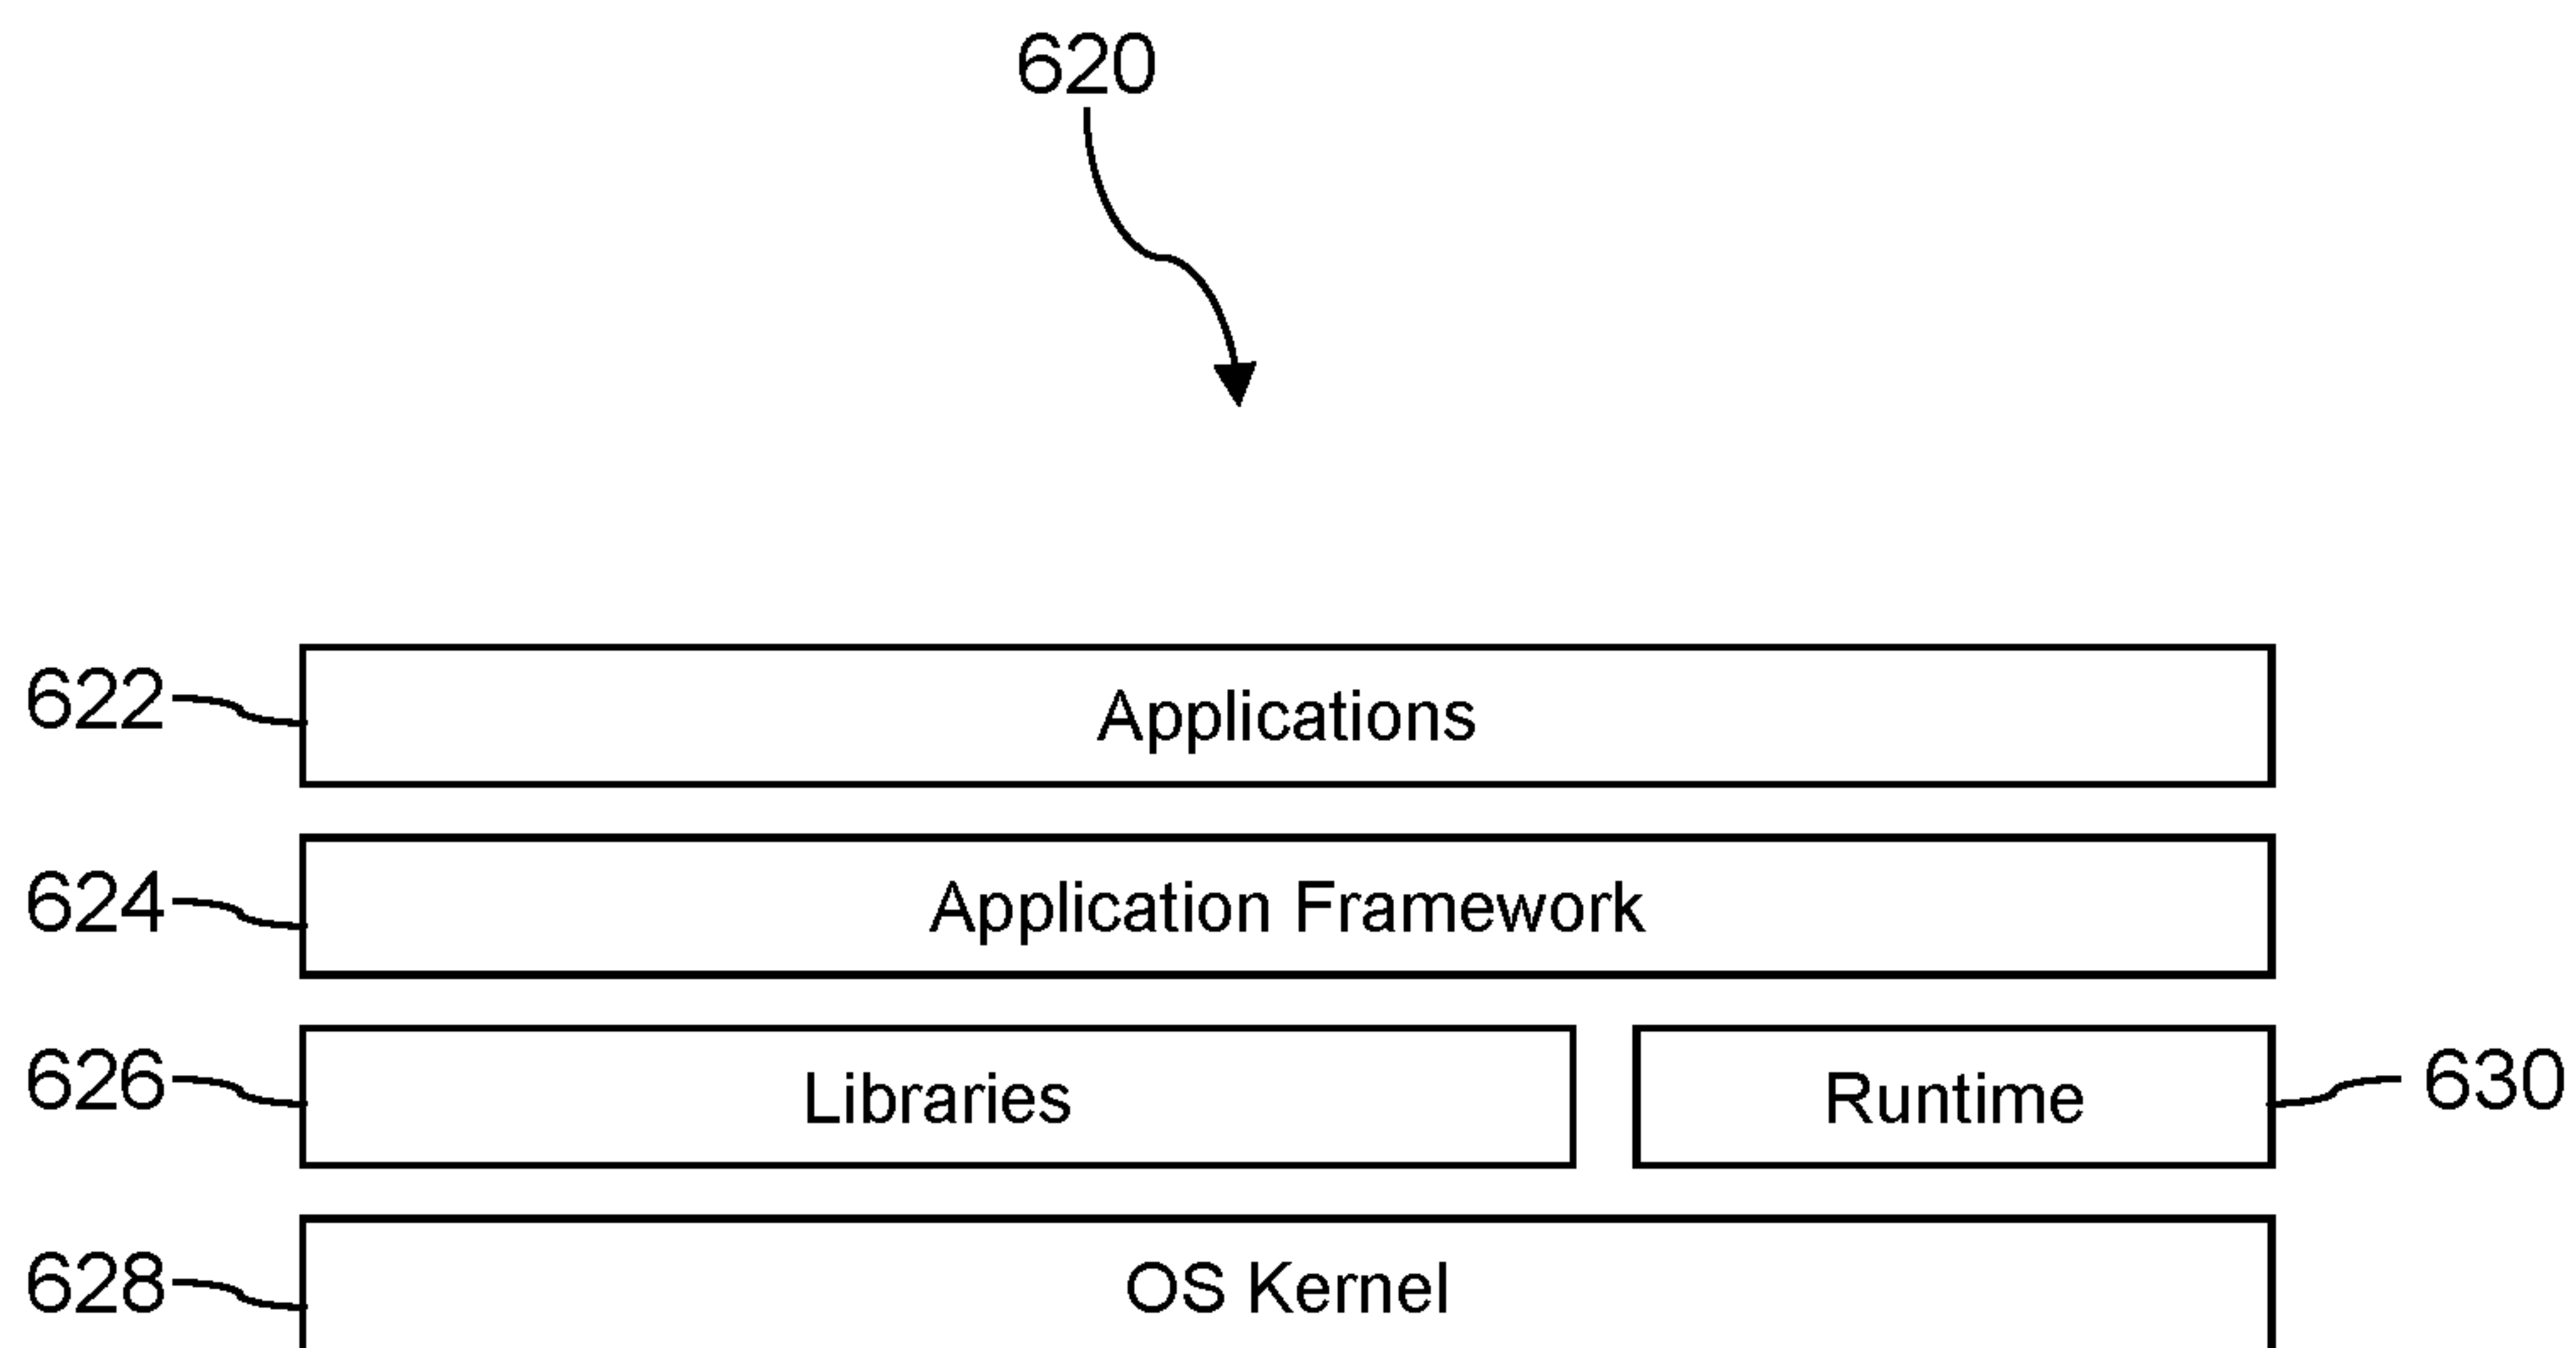 620
622 Applications
624 Application Framework
626 Libraries Runtime 630
628 OS Kernel